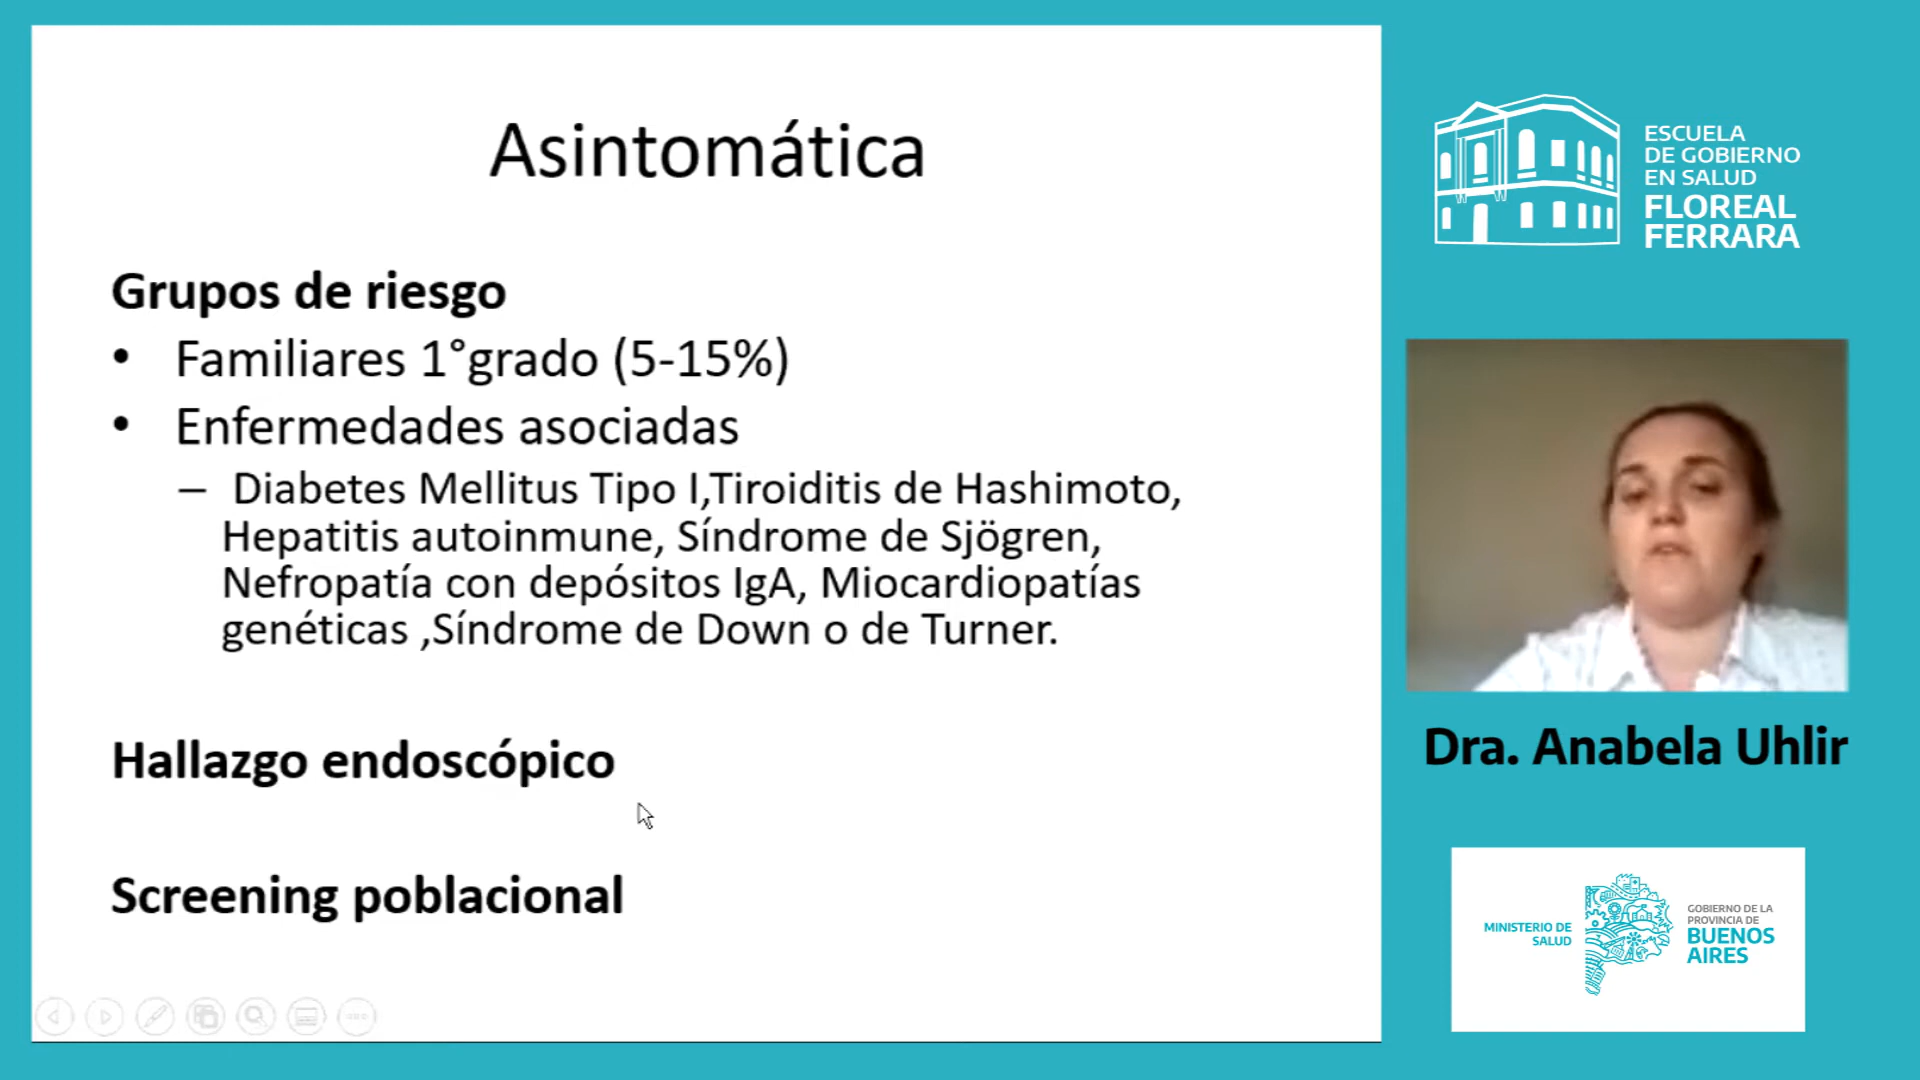 Asintomática
Grupos de riesgo
• Familiares 1°grado (5-15%)
• Enfermedades asociadas
– Diabetes Mellitus Tipo I,Tiroiditis de Hashimoto,
Hepatitis autoinmune, Síndrome de Sjögren,
Nefropatía con depósitos IgA, Miocardiopatías
genéticas ,Síndrome de Down o de Turner.
Hallazgo endoscópico
Screening poblacional
ESCUELA
DE GOBIERNO
EN SALUD
FLOREAL
FERRARA
Dra. Anabela Uhlir
MINISTERIO DE
SALUD
GOBIERNO DE LA
PROVINCIA DE
BUENOS
AIRES